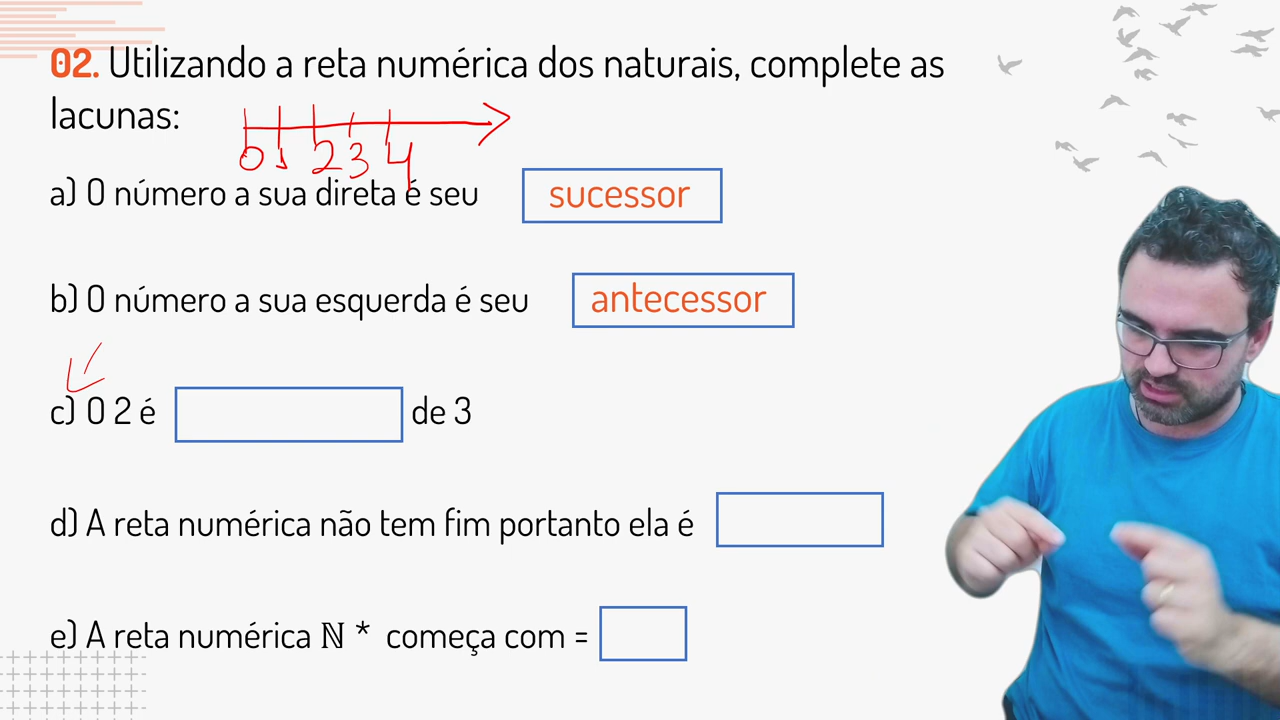 02. Utilizando a reta numérica dos naturais, complete as
lacunas:
0 1 2 3 4
a) O número a sua direta é seu sucessor
b) O número a sua esquerda é seu antecessor
c) O 2 é de 3
d) A reta numérica não tem fim portanto ela é
e) A reta numérica ℕ * começa com =